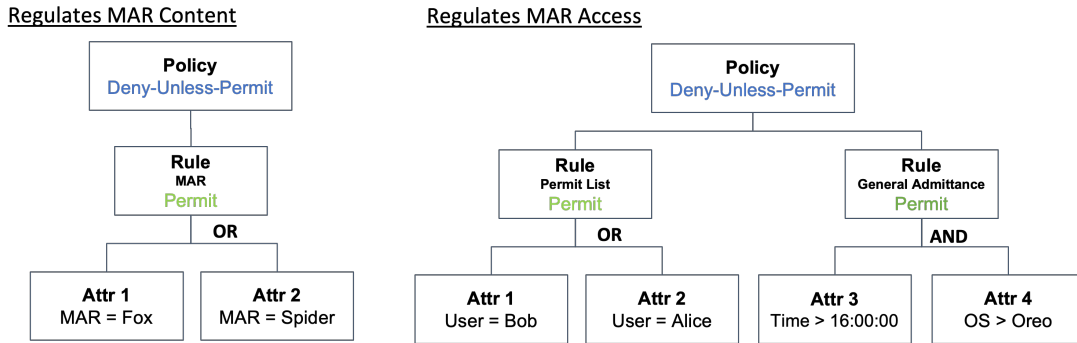 Regulates MAR Content
Policy
Deny-Unless-Permit
Rule
MAR
Permit
OR
Attr 1
MAR = Fox
Attr 2
MAR = Spider
Regulates MAR Access
Policy
Deny-Unless-Permit
Rule
Permit List
Permit
OR
Attr 1
User = Bob
Attr 2
User = Alice
Rule
General Admittance
Permit
AND
Attr 3
Time > 16:00:00
Attr 4
OS > Oreo